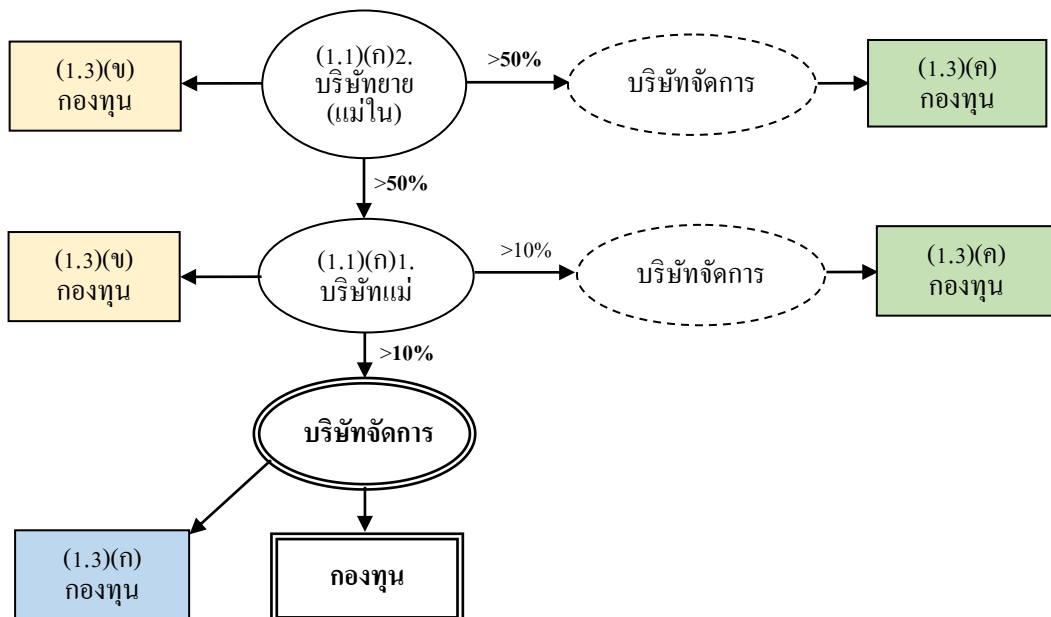 (1.3)(ข)
กองทุน
(1.1)(ก)2.
บริษัทยาย
(แม่ใน)
>50%
บริษัทจัดการ
(1.3)(ค)
กองทุน
>50%
(1.3)(ข)
กองทุน
(1.1)(ก)1.
บริษัทแม่
>10%
บริษัทจัดการ
(1.3)(ค)
กองทุน
>10%
บริษัทจัดการ
(1.3)(ก)
กองทุน
กองทุน